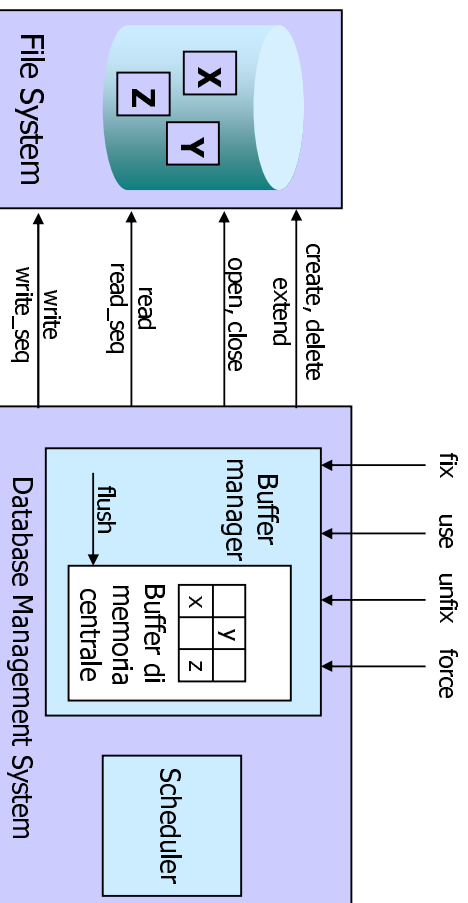 fix use unfix force
create, delete
extend
open, close
read
read_seq
write
write_seq
X
Y
Z
File System
Buffer
manager
flush
y
x z
Buffer di
memoria
centrale
Scheduler
Database Management System